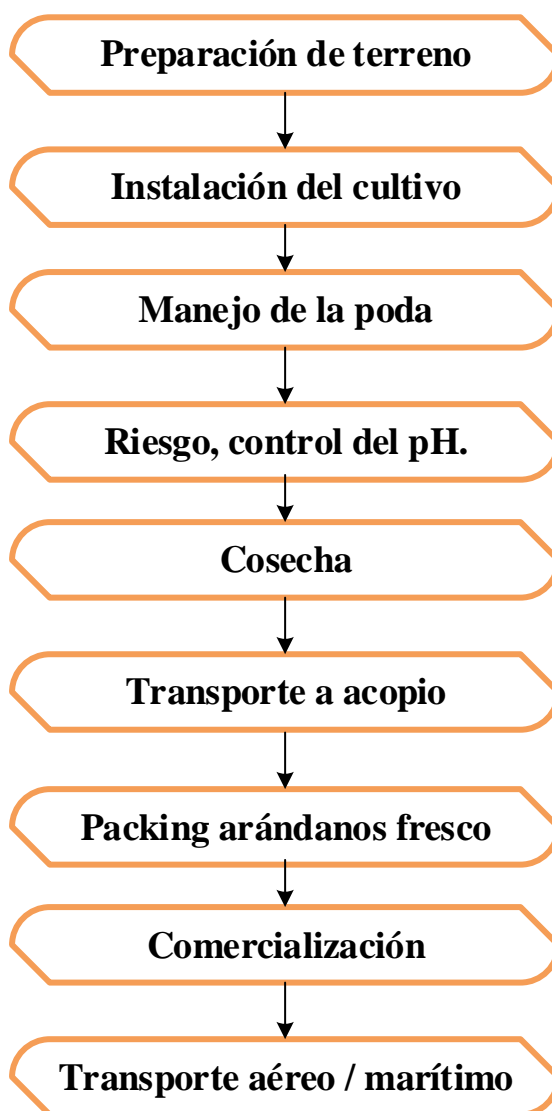 Preparación de terreno
Instalación del cultivo
Manejo de la poda
Riesgo, control del pH.
Cosecha
Transporte a acopio
Packing arándanos fresco
Comercialización
Transporte aéreo / marítimo